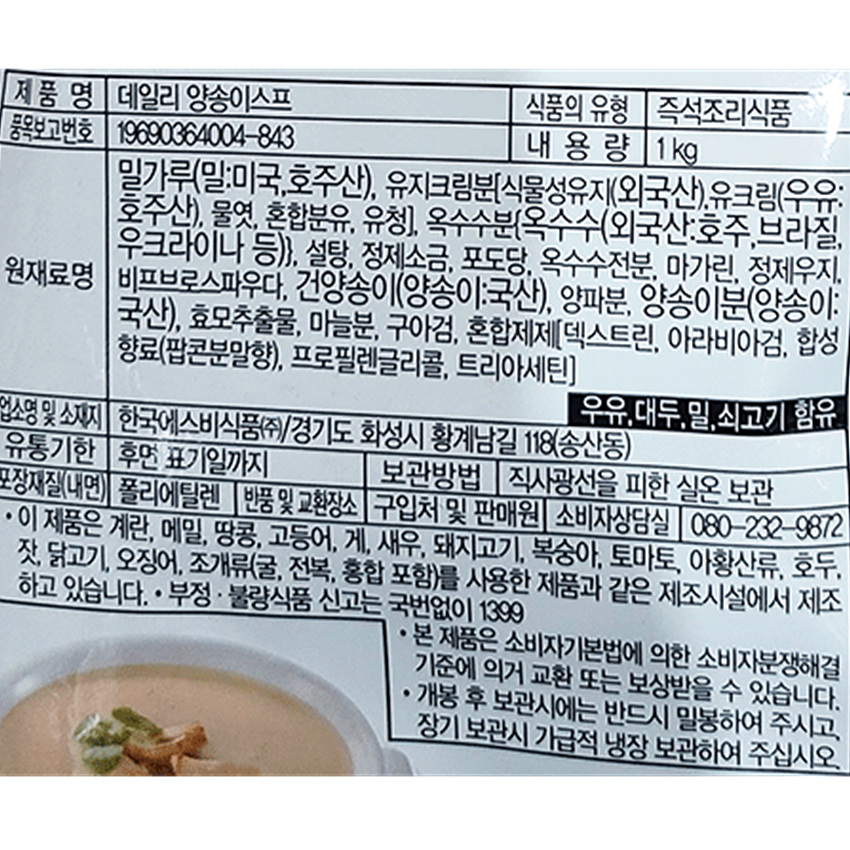 제품명 데일리 양송이스프 식품의 유형 즉석조리식품
품목보고번호 19690364004-843 내용량 1kg
원재료명
밀가루(밀:미국,호주산), 유지크림분[식물성유지(외국산),유크림(우유:
호주산), 물엿, 혼합분유, 유청], 옥수수분{옥수수(외국산:호주,브라질,
우크라이나 등)}, 설탕, 정제소금, 포도당, 옥수수전분, 마가린, 정제우지,
비프브로스파우다, 건양송이(양송이:국산), 양파분, 양송이분(양송이:
국산), 효모추출물, 마늘분, 구아검, 혼합제제[덱스트린, 아라비아검, 합성
향료(팝콘분말향), 프로필렌글리콜, 트리아세틴]
우유,대두,밀,쇠고기 함유
업소명 및 소재지 한국에스비식품㈜/경기도 화성시 황계남길 118(송산동)
유통기한 후면 표기일까지 보관방법 직사광선을 피한 실온 보관
포장재질(내면) 폴리에틸렌 반품 및 교환장소 구입처 및 판매원 소비자상담실 080-232-9872
• 이 제품은 계란, 메밀, 땅콩, 고등어, 게, 새우, 돼지고기, 복숭아, 토마토, 아황산류, 호두,
잣, 닭고기, 오징어, 조개류(굴, 전복, 홍합 포함)를 사용한 제품과 같은 제조시설에서 제조
하고 있습니다. • 부정·불량식품 신고는 국번없이 1399
• 본 제품은 소비자기본법에 의한 소비자분쟁해결
기준에 의거 교환 또는 보상받을 수 있습니다.
• 개봉 후 보관시에는 반드시 밀봉하여 주시고,
장기 보관시 가급적 냉장 보관하여 주십시오.